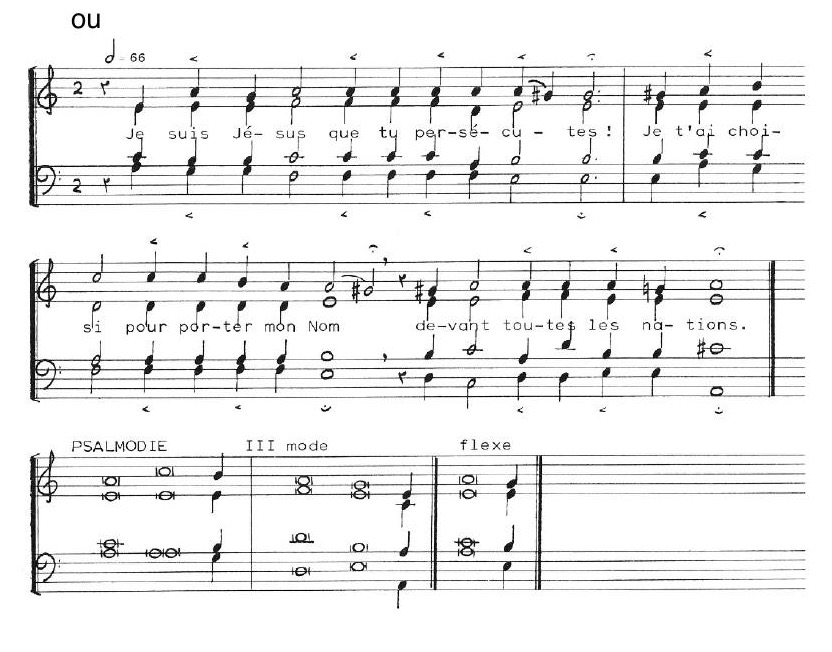 ou
= 66
Je suis Jé- sus que tu per-sé- cu - tes ! Je t'ai choi-
si pour por-ter mon Nom de-vant tou-tes les na- tions.
PSALMODIE III mode flexe